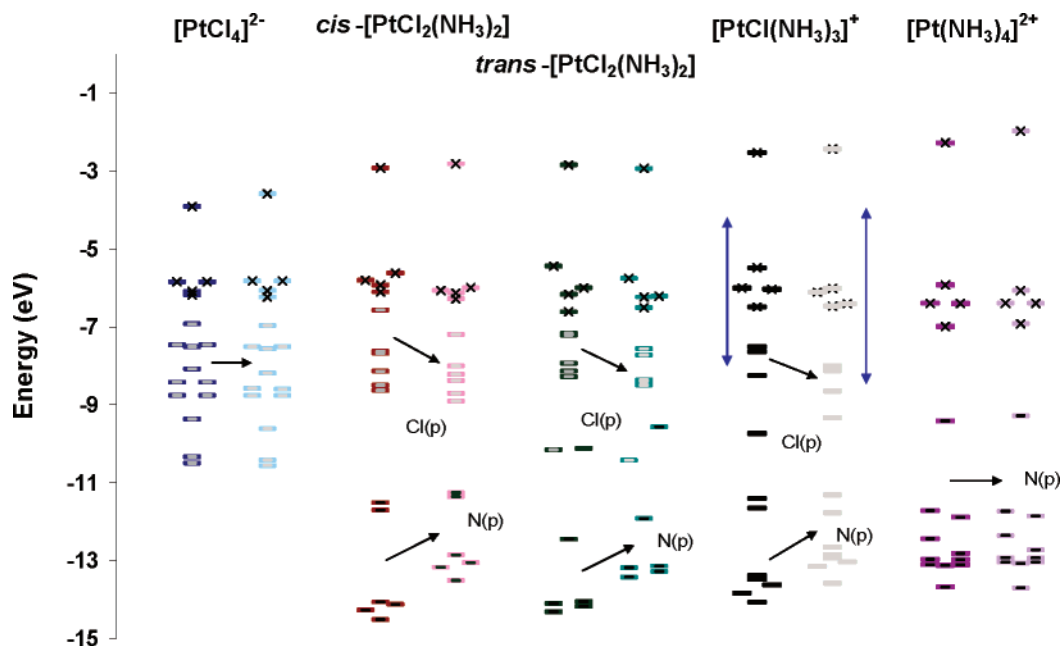 [PtCl4]2-
cis-[PtCl2(NH3)2]
trans-[PtCl2(NH3)2]
[PtCl(NH3)3]+
[Pt(NH3)4]2+
Energy (eV)
-1
-3
-5
-7
-9
-11
-13
-15
Cl(p)
Cl(p)
Cl(p)
N(p)
N(p)
N(p)
N(p)